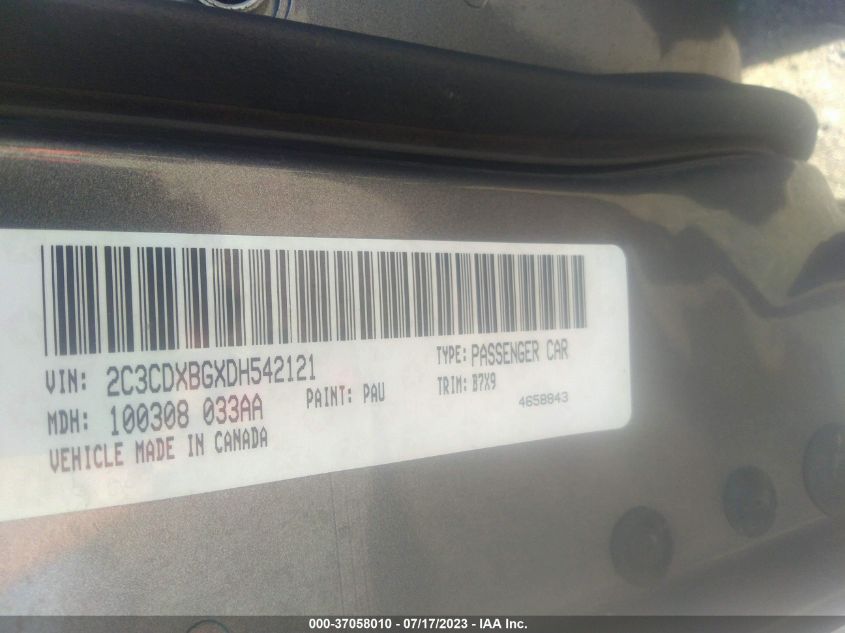 VIN: 2C3CDXBGXDH542121
TYPE: PASSENGER CAR
MDH: 100308 033AA
PAINT: PAU
TRIM: B7X9
4658843
VEHICLE MADE IN CANADA
000-37058010 - 07/17/2023 - IAA Inc.